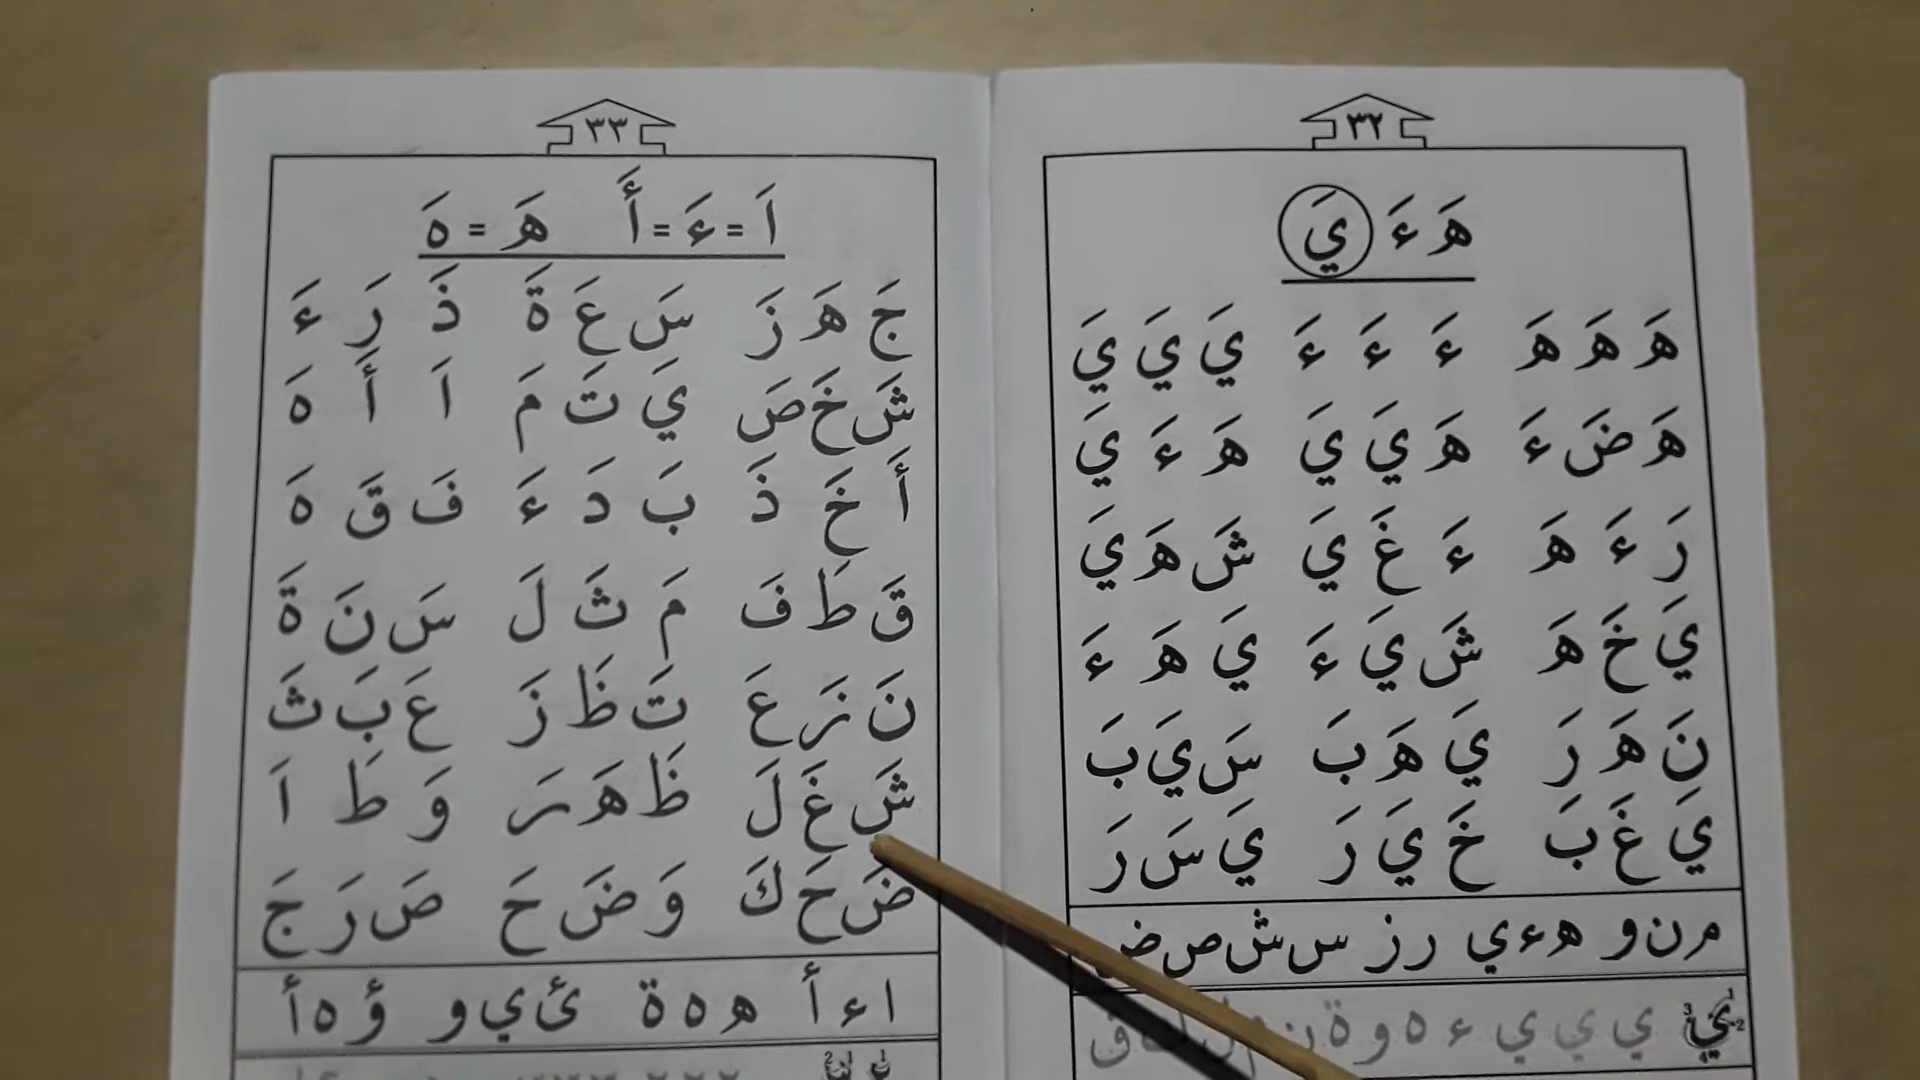 ٣٢
هَ ءَ يَ
هَ هَ هَ ءَ ءَ ءَ يَ يَ يَ
هَ ضَ ءَ هَ يَ يَ هَ ءَ يَ
رَ ءَ هَ ءَ غَ يَ شَ هَ يَ
يَ خَ هَ شَ يَ ءَ يَ هَ ءَ
نَ هَ رَ يَ هَ بَ سَ يَ بَ
يَ غَ بَ خَ يَ رَ يَ سَ رَ
م ن و ه ء ي ر ز س ش ص ض
ي ي ي ي ء ه و ة ن
٣٣
اَ = ءَ = أَ هَ = هَ
جَ هَ زَ سَ عَ ةَ ذَ رَ ءَ
شَ خَ صَ يَ تَ مَ اَ أَ هَ
أَ خَ ذَ بَ دَ ءَ فَ قَ هَ
قَ طَ فَ مَ ثَ لَ سَ نَ ةَ
نَ زَ عَ تَ ظَ زَ عَ بَ ثَ
شَ غَ لَ ظَ هَ رَ وَ طَ اَ
ضَ حَ كَ وَ ضَ حَ صَ رَ جَ
ا ء أ ه ه ة ئ ي و ؤ ه أ